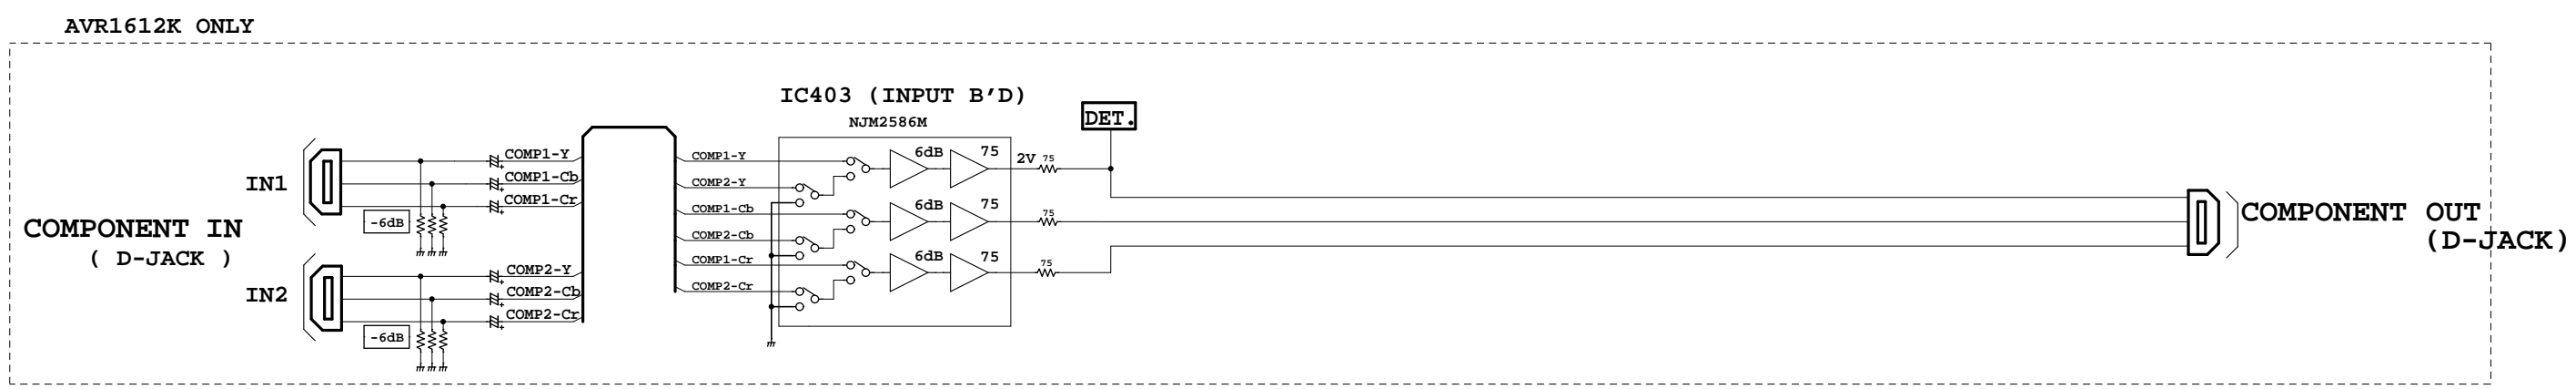 AVR1612K ONLY
IC403 (INPUT B'D)
NJM2586M
DET.
IN1
COMP1-Y
COMP1-Cb
COMP1-Cr
-6dB
COMPONENT IN
( D-JACK )
IN2
COMP2-Y
COMP2-Cb
COMP2-Cr
-6dB
COMP1-Y
COMP2-Y
COMP1-Cb
COMP2-Cb
COMP1-Cr
COMP2-Cr
6dB 75 2V 75
6dB 75 75
6dB 75 75
COMPONENT OUT
(D-JACK)